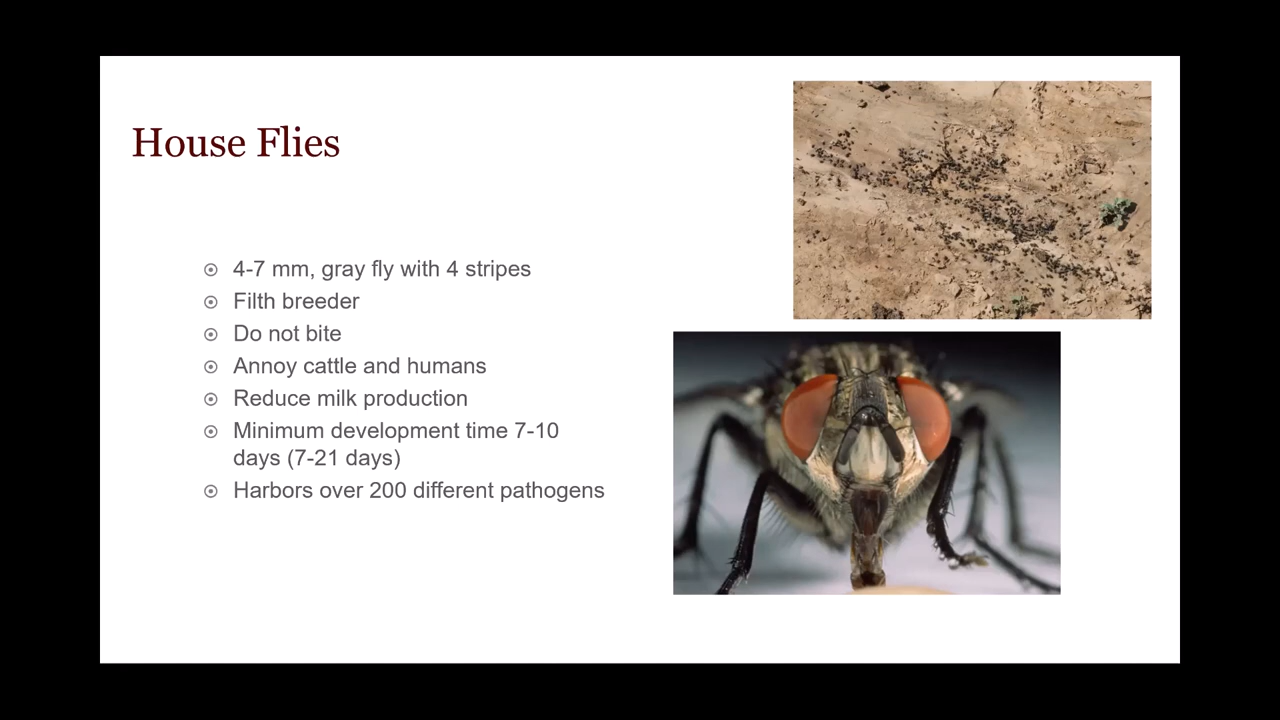 House Flies
4-7 mm, gray fly with 4 stripes
Filth breeder
Do not bite
Annoy cattle and humans
Reduce milk production
Minimum development time 7-10
days (7-21 days)
Harbors over 200 different pathogens